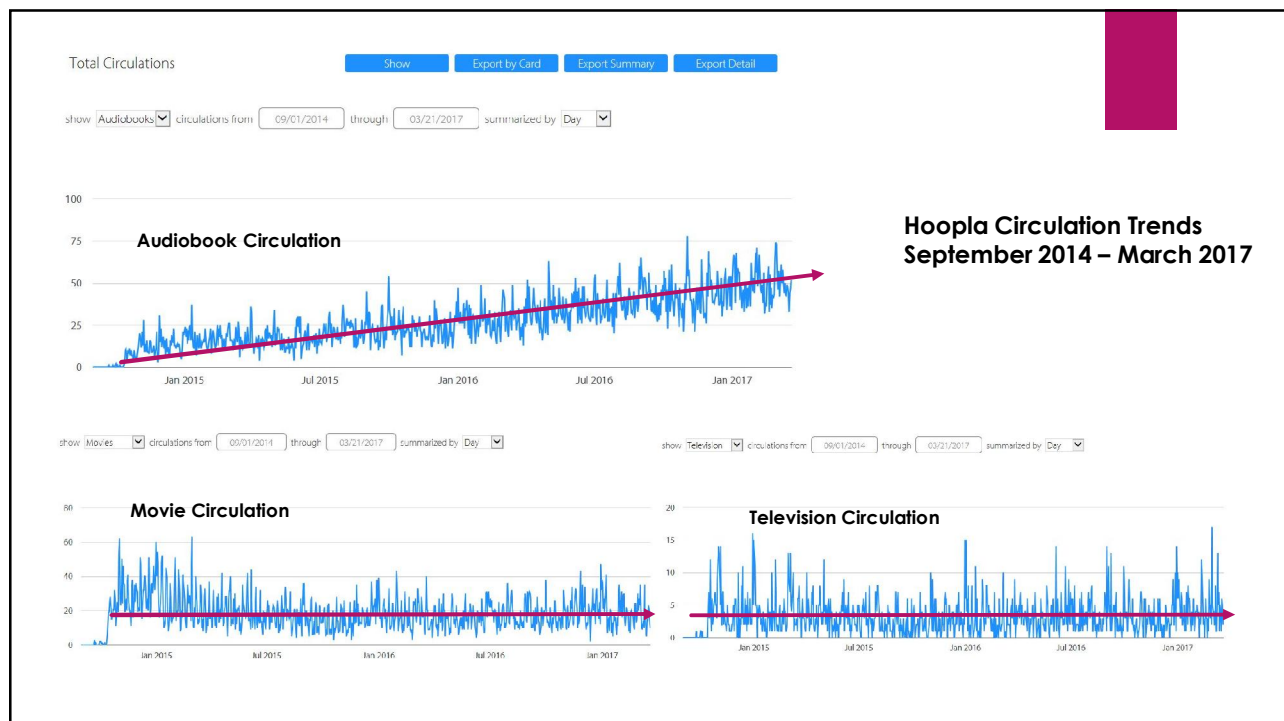 Total Circulations
Show
Export by Card
Export Summary
Export Detail
show Audiobooks circulations from 09/01/2014 through 03/21/2017 summarized by Day
100
75
50
25
0
Audiobook Circulation
Jan 2015 Jul 2015 Jan 2016 Jul 2016 Jan 2017
Hoopla Circulation Trends
September 2014 – March 2017
show Movies circulations from 09/01/2014 through 03/21/2017 summarized by Day
80
60
40
20
0
Movie Circulation
Jan 2015 Jul 2015 Jan 2016 Jul 2016 Jan 2017
show Television circulations from 09/01/2014 through 03/21/2017 summarized by Day
20
15
10
5
0
Television Circulation
Jan 2015 Jul 2015 Jan 2016 Jul 2016 Jan 2017